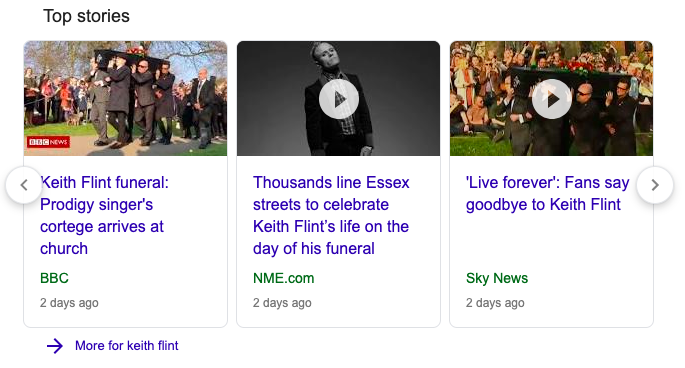 Top stories
BBC NEWS
Keith Flint funeral:
Prodigy singer's
cortege arrives at
church
BBC
2 days ago
Thousands line Essex
streets to celebrate
Keith Flint’s life on the
day of his funeral
NME.com
2 days ago
'Live forever': Fans say
goodbye to Keith Flint
Sky News
2 days ago
More for keith flint